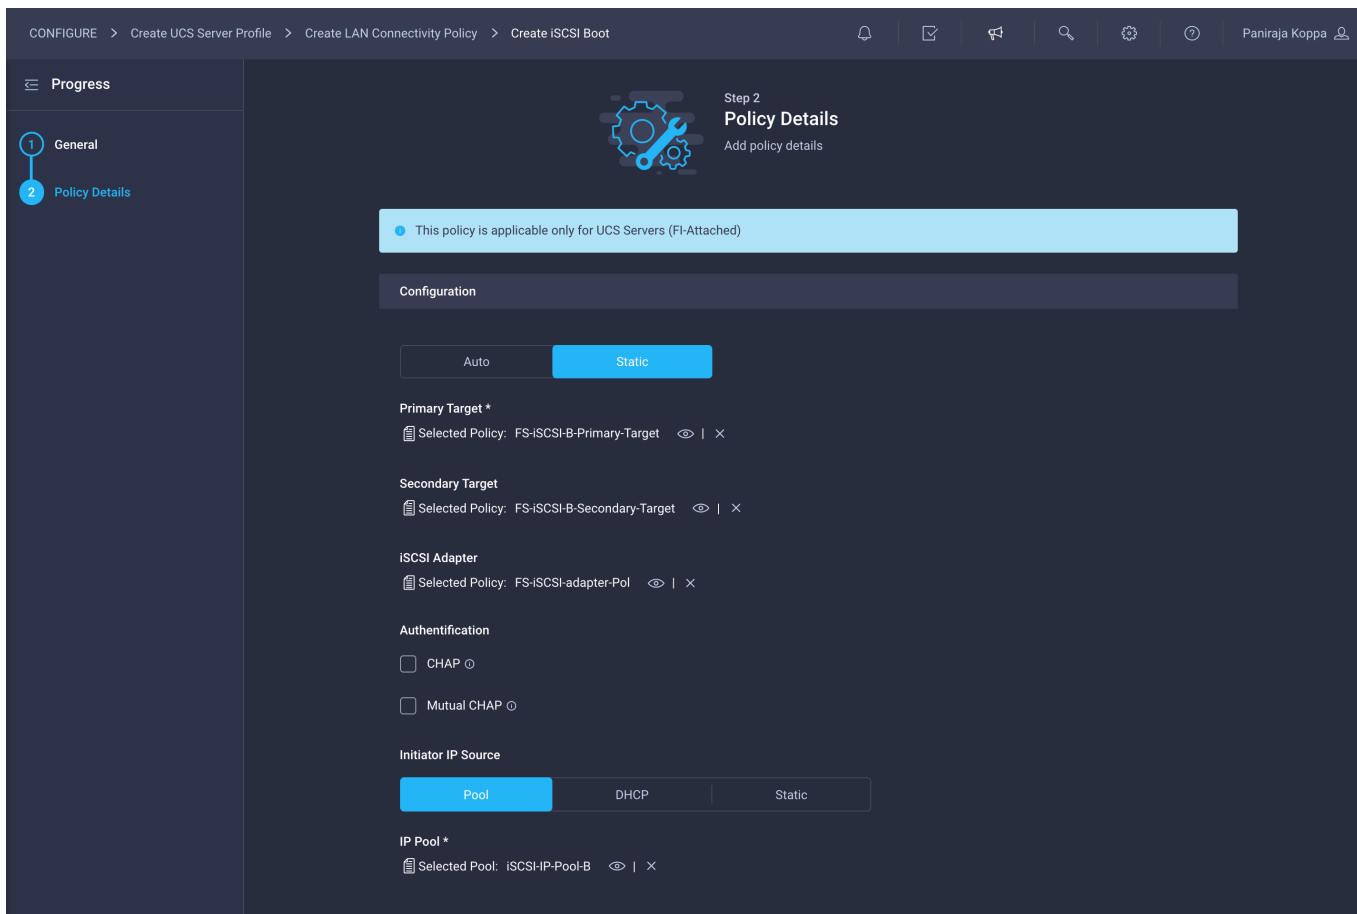 CONFIGURE > Create UCS Server Profile > Create LAN Connectivity Policy > Create iSCSI Boot
Paniraja Koppa
Progress
1 General
2 Policy Details
Step 2
Policy Details
Add policy details
This policy is applicable only for UCS Servers (FI-Attached)
Configuration
Auto Static
Primary Target *
Selected Policy: FS-iSCSI-B-Primary-Target |
Secondary Target
Selected Policy: FS-iSCSI-B-Secondary-Target |
iSCSI Adapter
Selected Policy: FS-iSCSI-adapter-Pol |
Authentification
CHAP
Mutual CHAP
Initiator IP Source
Pool DHCP Static
IP Pool *
Selected Pool: iSCSI-IP-Pool-B |